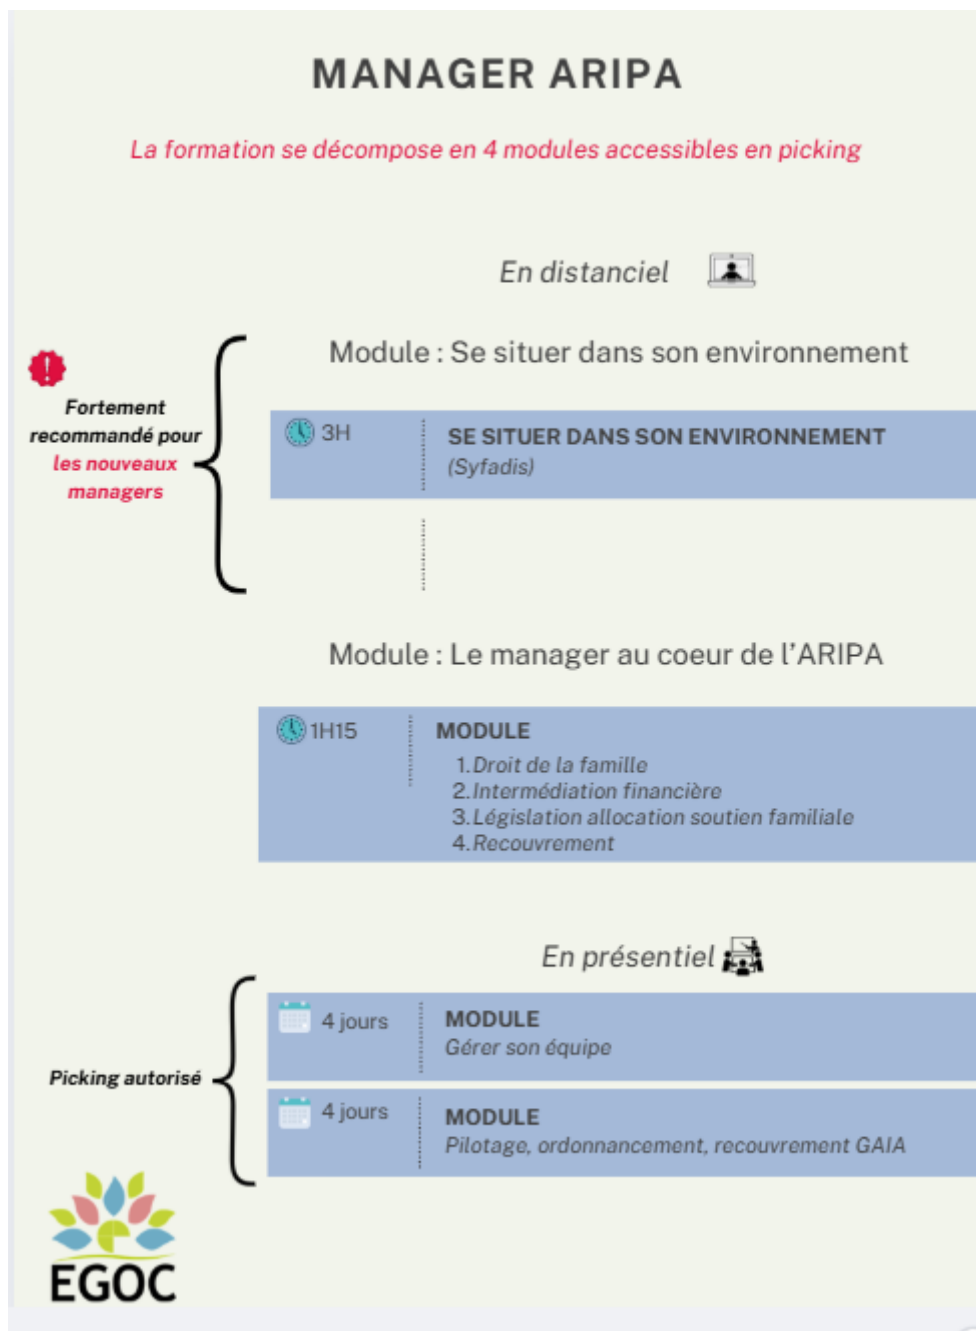 MANAGER ARIPA
La formation se décompose en 4 modules accessibles en picking
En distanciel
Module : Se situer dans son environnement
Fortement
recommandé pour
les nouveaux
managers
3H
SE SITUER DANS SON ENVIRONNEMENT
(Syfadis)
Module : Le manager au coeur de l'ARIPA
1H15
MODULE
1. Droit de la famille
2. Intermédiation financière
3. Législation allocation soutien familiale
4. Recouvrement
En présentiel
Picking autorisé
4 jours
MODULE
Gérer son équipe
4 jours
MODULE
Pilotage, ordonnancement, recouvrement GAIA
EGOC